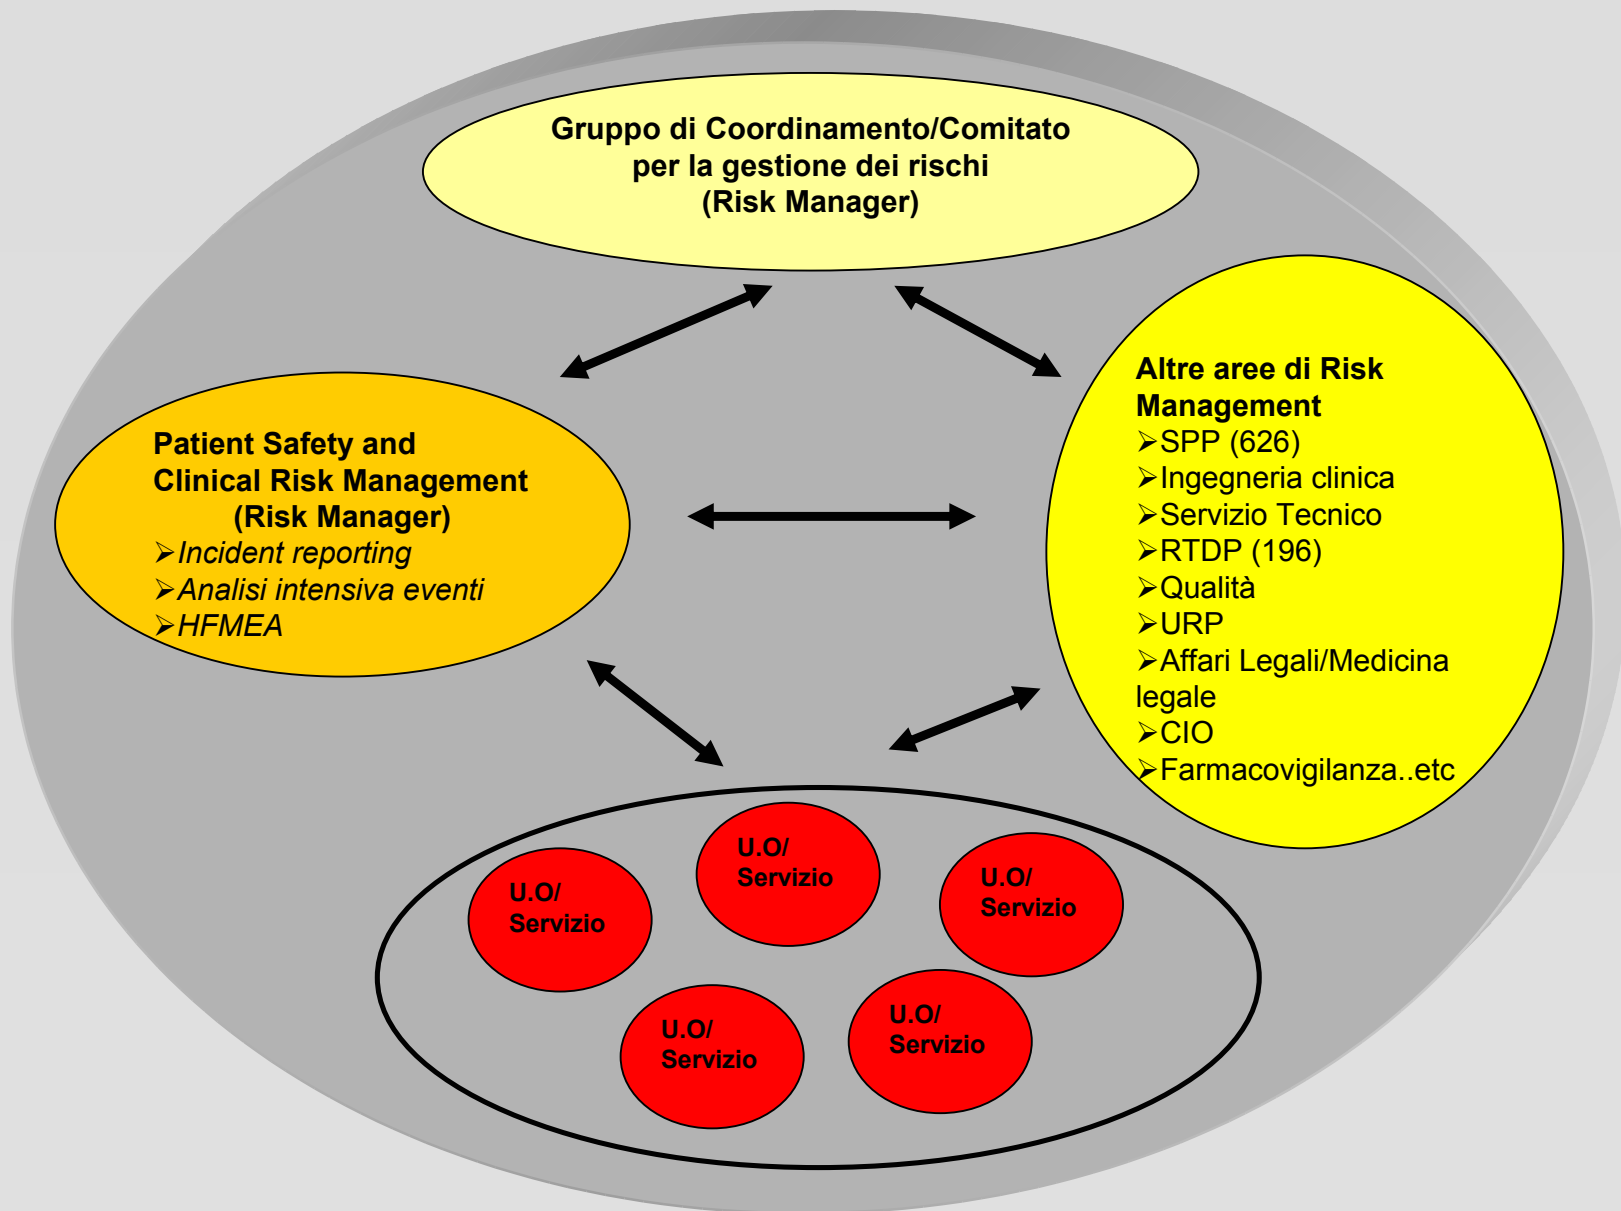 Gruppo di Coordinamento/Comitato
per la gestione dei rischi
(Risk Manager)
Patient Safety and
Clinical Risk Management
(Risk Manager)
➢Incident reporting
➢Analisi intensiva eventi
➢HFMEA
Altre aree di Risk
Management
➢SPP (626)
➢Ingegneria clinica
➢Servizio Tecnico
➢RTDP (196)
➢Qualità
➢URP
➢Affari Legali/Medicina
legale
➢CIO
➢Farmacovigilanza..etc
U.O/
Servizio
U.O/
Servizio
U.O/
Servizio
U.O/
Servizio
U.O/
Servizio